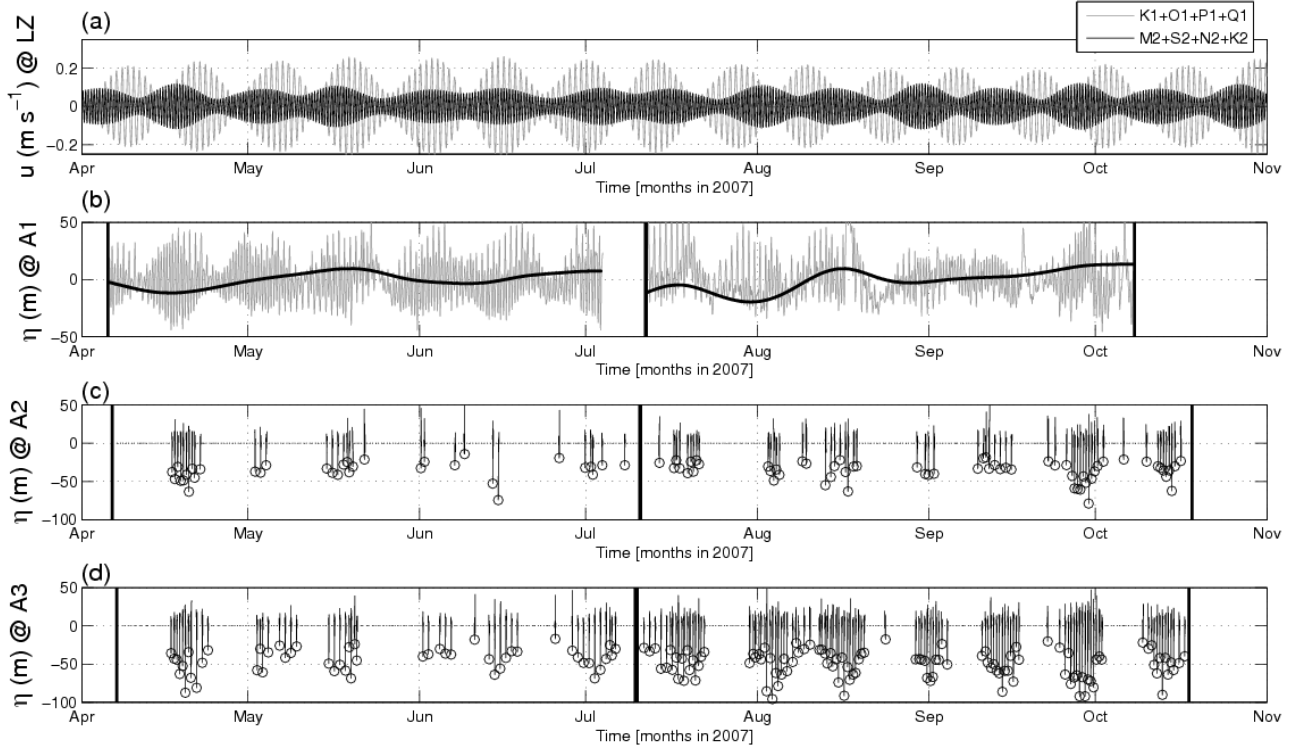 (a)
K1+O1+P1+Q1
M2+S2+N2+K2
u (m s⁻¹) @ LZ
0.2
0
−0.2
Apr May Jun Jul Aug Sep Oct Nov
Time [months in 2007]
(b)
η (m) @ A1
50
0
−50
Apr May Jun Jul Aug Sep Oct Nov
Time [months in 2007]
(c)
η (m) @ A2
50
0
−50
−100
Apr May Jun Jul Aug Sep Oct Nov
Time [months in 2007]
(d)
η (m) @ A3
50
0
−50
−100
Apr May Jun Jul Aug Sep Oct Nov
Time [months in 2007]